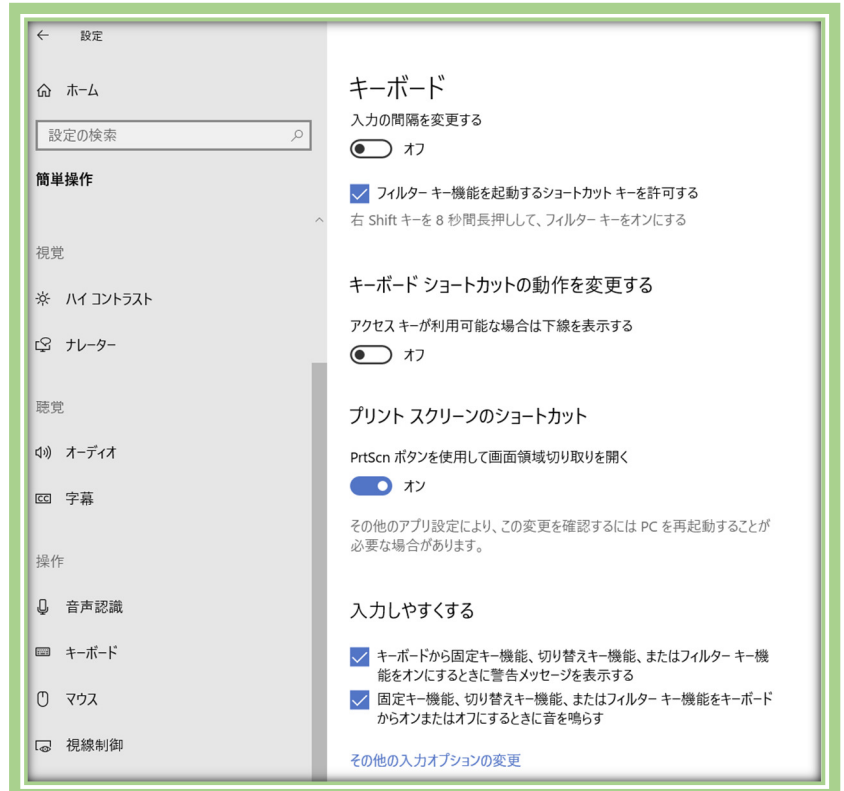 設定
ホーム
設定の検索
簡単操作
視覚
ハイ コントラスト
ナレーター
聴覚
オーディオ
字幕
操作
音声認識
キーボード
マウス
視線制御
キーボード
入力の間隔を変更する
オフ
フィルター キー機能を起動するショートカット キーを許可する
右 Shift キーを 8 秒間長押しして、フィルター キーをオンにする
キーボード ショートカットの動作を変更する
アクセス キーが利用可能な場合は下線を表示する
オフ
プリント スクリーンのショートカット
PrtScn ボタンを使用して画面領域切り取りを開く
オン
その他のアプリ設定により、この変更を確認するには PC を再起動することが
必要な場合があります。
入力しやすくする
キーボードから固定キー機能、切り替えキー機能、またはフィルター キー機
能をオンにするときに警告メッセージを表示する
固定キー機能、切り替えキー機能、またはフィルター キー機能をキーボード
からオンまたはオフにするときに音を鳴らす
その他の入力オプションの変更